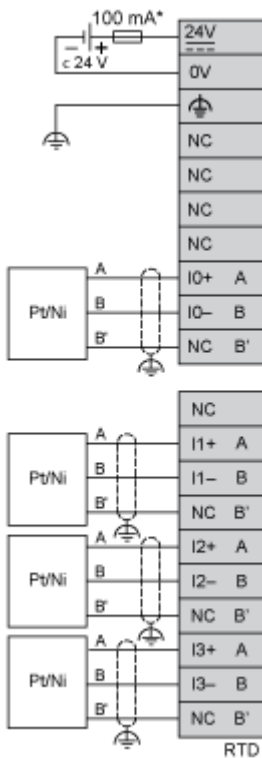 100 mA*
24V
− +
c 24 V
0V
NC
NC
NC
NC
A
I0+ A
Pt/Ni
B
I0– B
B'
NC B'
NC
A
I1+ A
Pt/Ni
B
I1– B
B'
NC B'
A
I2+ A
Pt/Ni
B
I2– B
B'
NC B'
A
I3+ A
Pt/Ni
B
I3– B
B'
NC B'
RTD